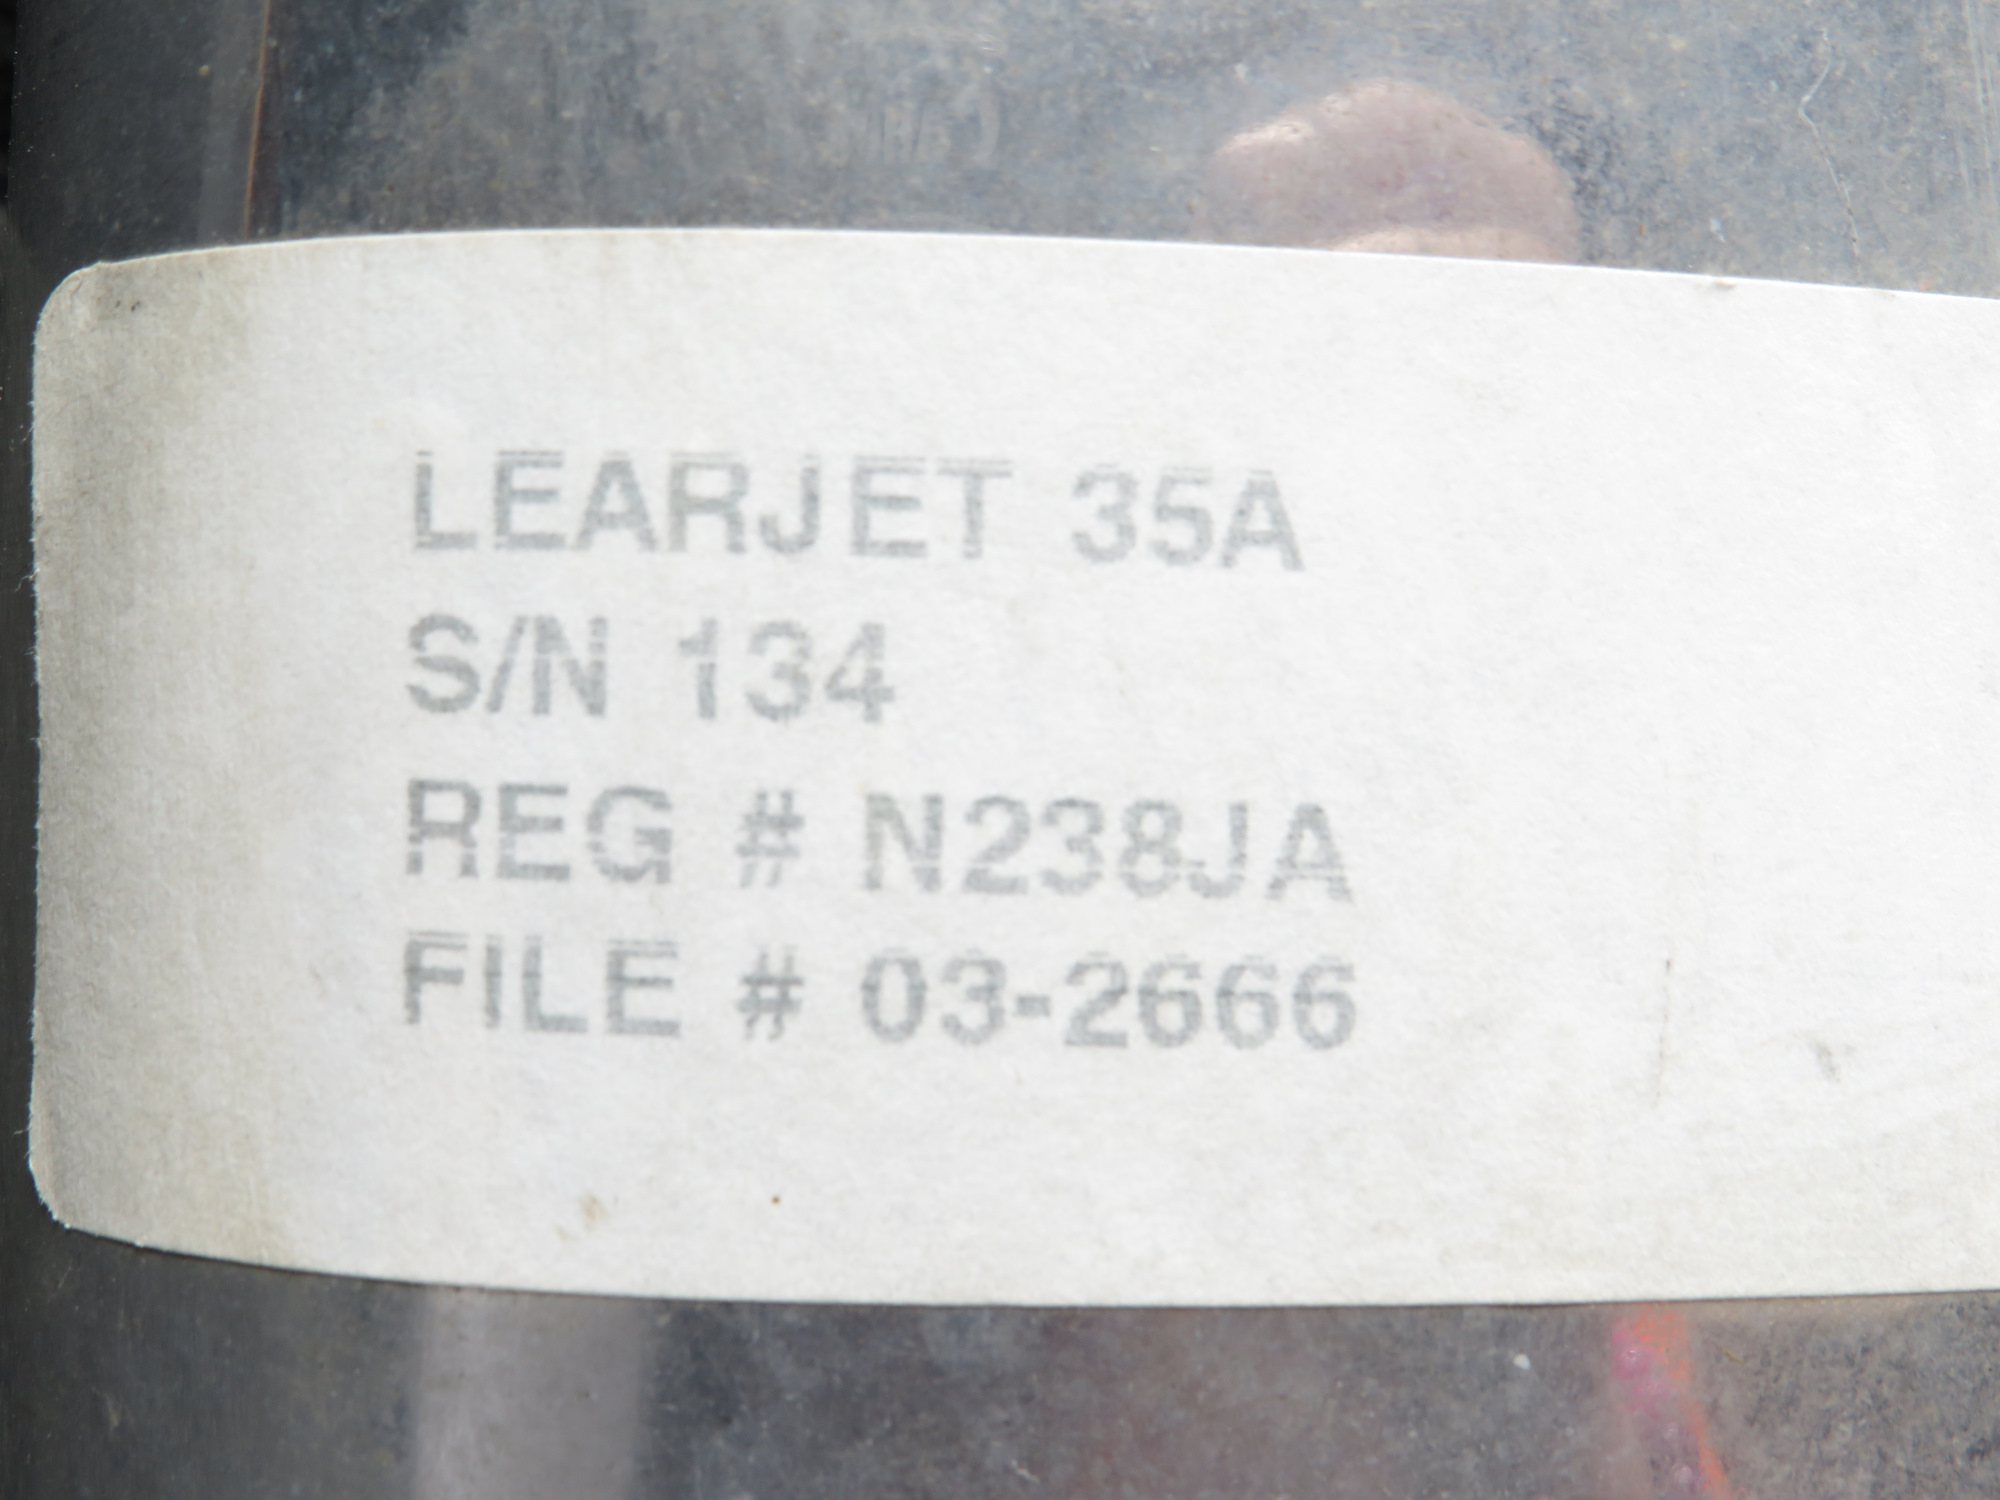 LEARJET 35A
S/N 134
REG # N238JA
FILE # 03-2666